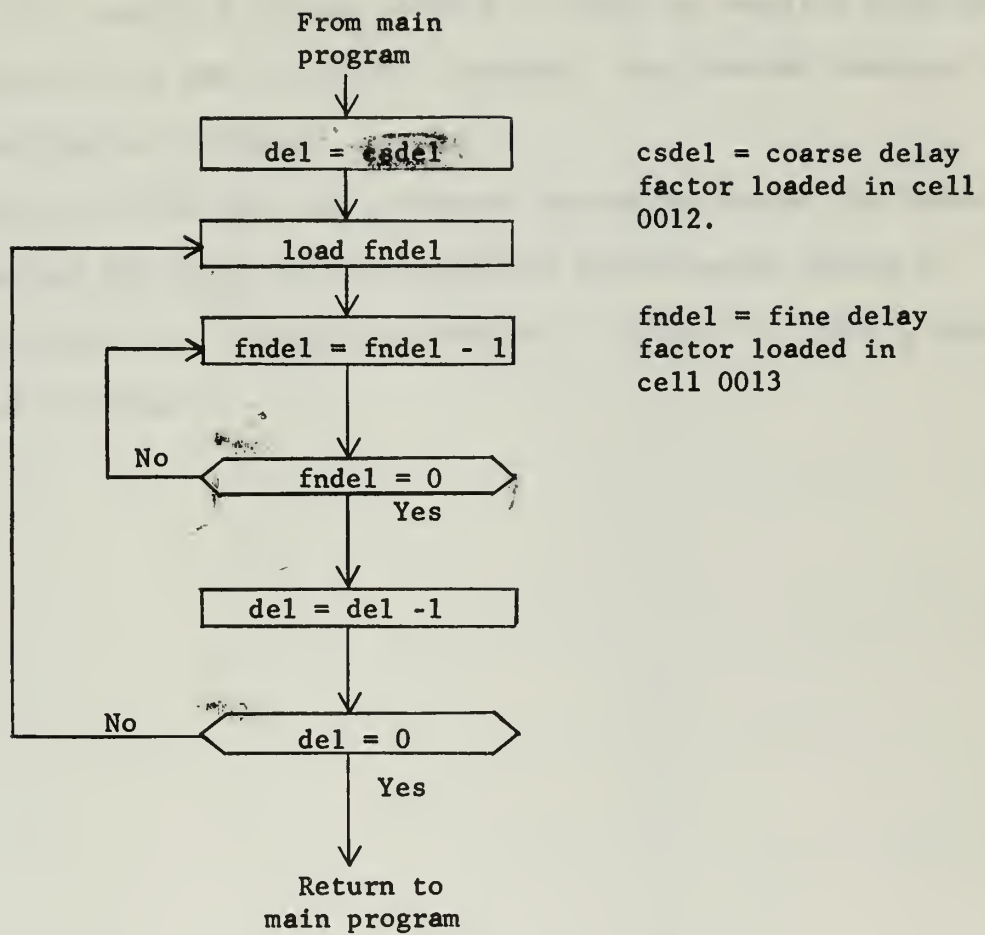 From main
program
del = csdel
load fndel
fndel = fndel - 1
No
fndel = 0
Yes
del = del -1
No
del = 0
Yes
Return to
main program
csdel = coarse delay
factor loaded in cell
0012.
fndel = fine delay
factor loaded in
cell 0013